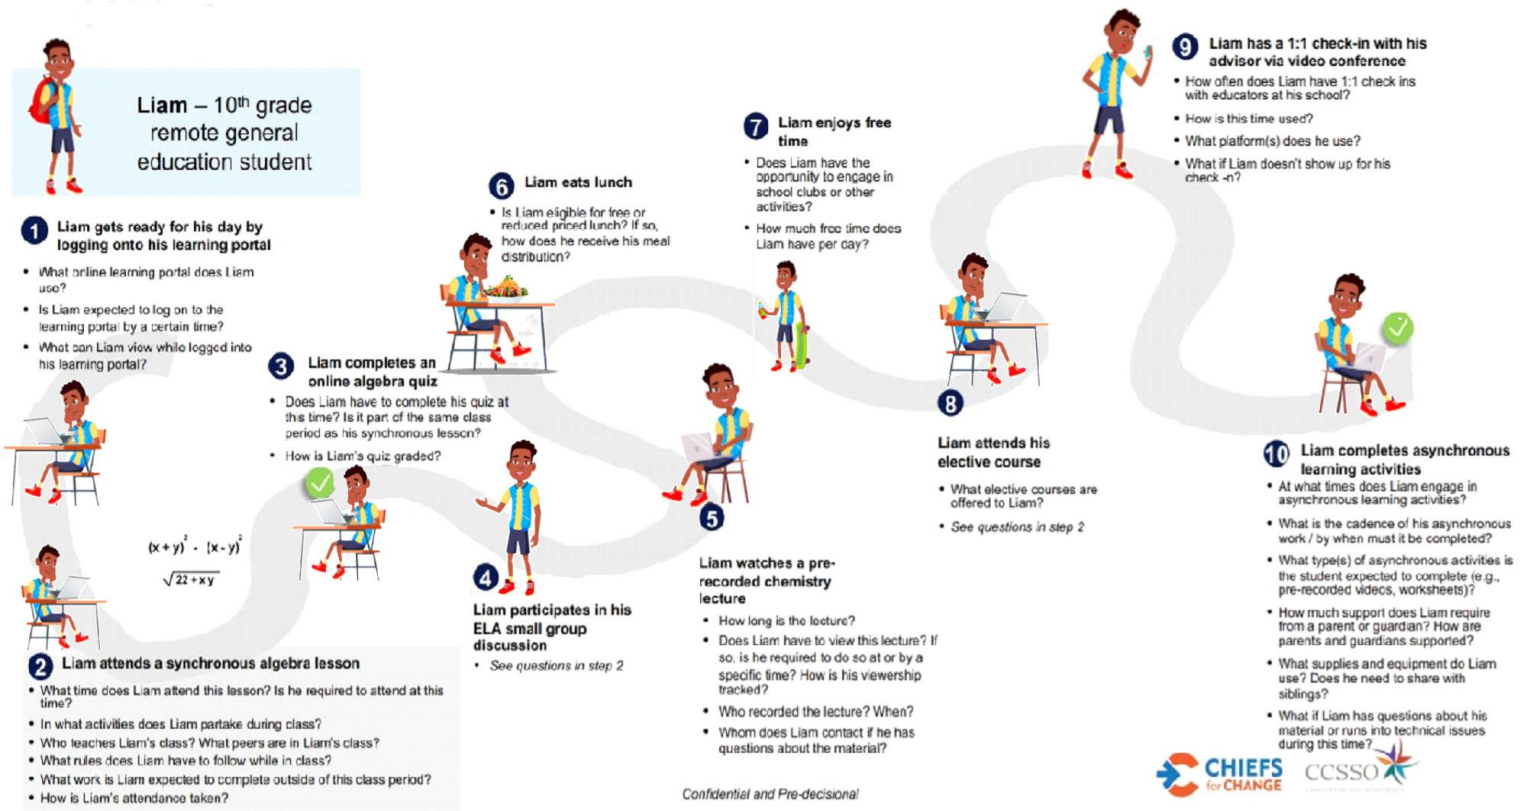 Liam – 10th grade
remote general
education student
1
Liam gets ready for his day by
logging onto his learning portal
• What online learning portal does Liam
use?
• Is Liam expected to log on to the
learning portal by a certain time?
• What can Liam view while logged into
his learning portal?
(x + y)2 - (x - y)2
√22 + x y
2
Liam attends a synchronous algebra lesson
• What time does Liam attend this lesson? Is he required to attend at this
time?
• In what activities does Liam partake during class?
• Who teaches Liam's class? What peers are in Liam's class?
• What rules does Liam have to follow while in class?
• What work is Liam expected to complete outside of this class period?
• How is Liam's attendance taken?
3
Liam completes an
online algebra quiz
• Does Liam have to complete his quiz at
this time? Is it part of the same class
period as his synchronous lesson?
• How is Liam's quiz graded?
4
Liam participates in his
ELA small group
discussion
• See questions in step 2
5
Liam watches a pre-
recorded chemistry
lecture
• How long is the lecture?
• Does Liam have to view this lecture? If
so, is he required to do so at or by a
specific time? How is his viewership
tracked?
• Who recorded the lecture? When?
• Whom does Liam contact if he has
questions about the material?
6
Liam eats lunch
• Is Liam eligible for free or
reduced priced lunch? If so,
how does he receive his meal
distribution?
7
Liam enjoys free
time
• Does Liam have the
opportunity to engage in
school clubs or other
activities?
• How much free time does
Liam have per day?
8
Liam attends his
elective course
• What elective courses are
offered to Liam?
• See questions in step 2
9
Liam has a 1:1 check-in with his
advisor via video conference
• How often does Liam have 1:1 check ins
with educators at his school?
• How is this time used?
• What platform(s) does he use?
• What if Liam doesn't show up for his
check -n?
10
Liam completes asynchronous
learning activities
• At what times does Liam engage in
asynchronous learning activities?
• What is the cadence of his asynchronous
work / by when must it be completed?
• What type(s) of asynchronous activities is
the student expected to complete (e.g.,
pre-recorded videos, worksheets)?
• How much support does Liam require
from a parent or guardian? How are
parents and guardians supported?
• What supplies and equipment do Liam
use? Does he need to share with
siblings?
• What if Liam has questions about his
material or runs into technical issues
during this time?
CHIEFS
for CHANGE
CCSSO
Confidential and Pre-decisional